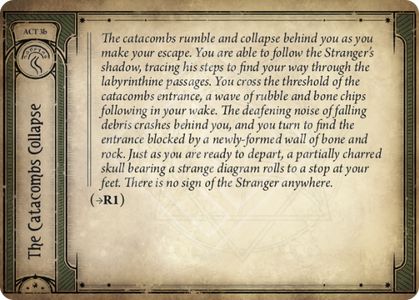 ACT 3b
The Catacombs Collapse
The catacombs rumble and collapse behind you as you
make your escape. You are able to follow the Stranger's
shadow, tracing his steps to find your way through the
labyrinthine passages. You cross the threshold of the
catacombs entrance, a wave of rubble and bone chips
following in your wake. The deafening noise of falling
debris crashes behind you, and you turn to find the
entrance blocked by a newly-formed wall of bone and
rock. Just as you are ready to depart, a partially charred
skull bearing a strange diagram rolls to a stop at your
feet. There is no sign of the Stranger anywhere.
(→R1)